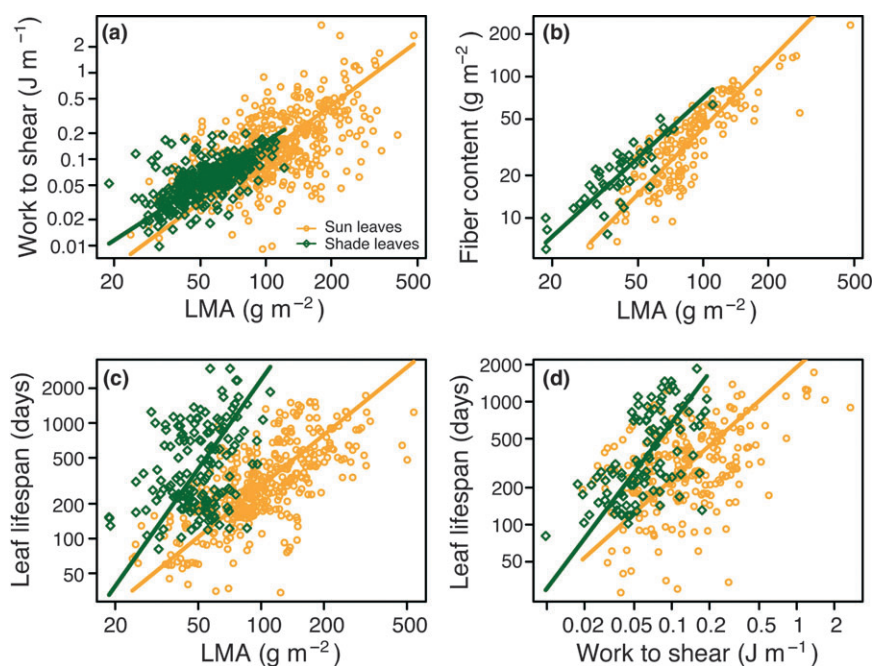 (a)
Work to shear (J m⁻¹)
2
1
0.5
0.2
0.1
0.05
0.02
0.01
Sun leaves
Shade leaves
20 50 100 200 500
LMA (g m⁻²)
(b)
Fiber content (g m⁻²)
200
100
50
20
10
20 50 100 200 500
LMA (g m⁻²)
(c)
Leaf lifespan (days)
2000
1000
500
200
100
50
20 50 100 200 500
LMA (g m⁻²)
(d)
Leaf lifespan (days)
2000
1000
500
200
100
50
0.02 0.05 0.1 0.2 0.5 1 2
Work to shear (J m⁻¹)